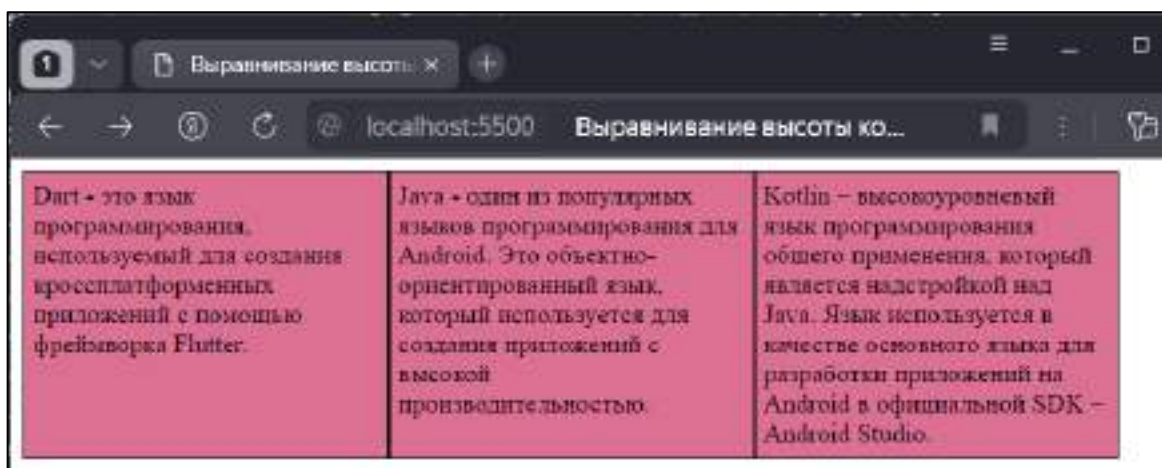 1
Выравнивание высоты
localhost:5500 Выравнивание высоты ко...
Dart - это язык
программирования,
используемый для создания
кроссплатформенных
приложений с помощью
фреймворка Flutter.
Java - один из популярных
языков программирования для
Android. Это объектно-
ориентированный язык,
который используется для
создания приложений с
высокой
производительностью.
Kotlin – высокоуровневый
язык программирования
общего применения, который
является надстройкой над
Java. Язык используется в
качестве основного языка для
разработки приложений на
Android в официальной SDK –
Android Studio.